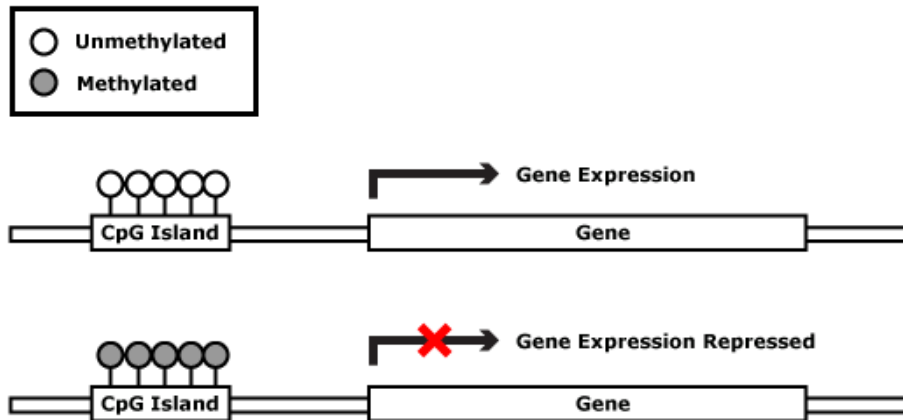 Unmethylated
Methylated
Gene Expression
CpG Island
Gene
Gene Expression Repressed
CpG Island
Gene